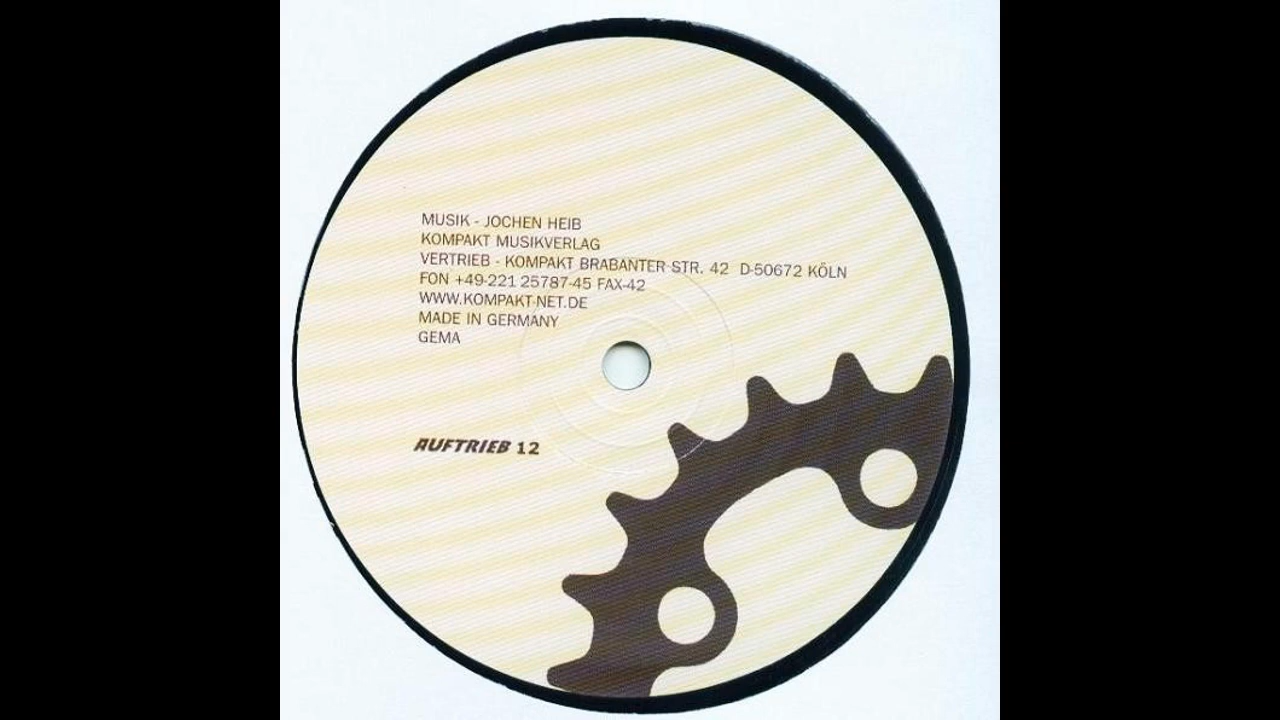 MUSIK - JOCHEN HEIB
KOMPAKT MUSIKVERLAG
VERTRIEB - KOMPAKT BRABANTER STR. 42 D-50672 KÖLN
FON +49-221 25787-45 FAX-42
WWW.KOMPAKT-NET.DE
MADE IN GERMANY
GEMA
AUFTRIEB 12